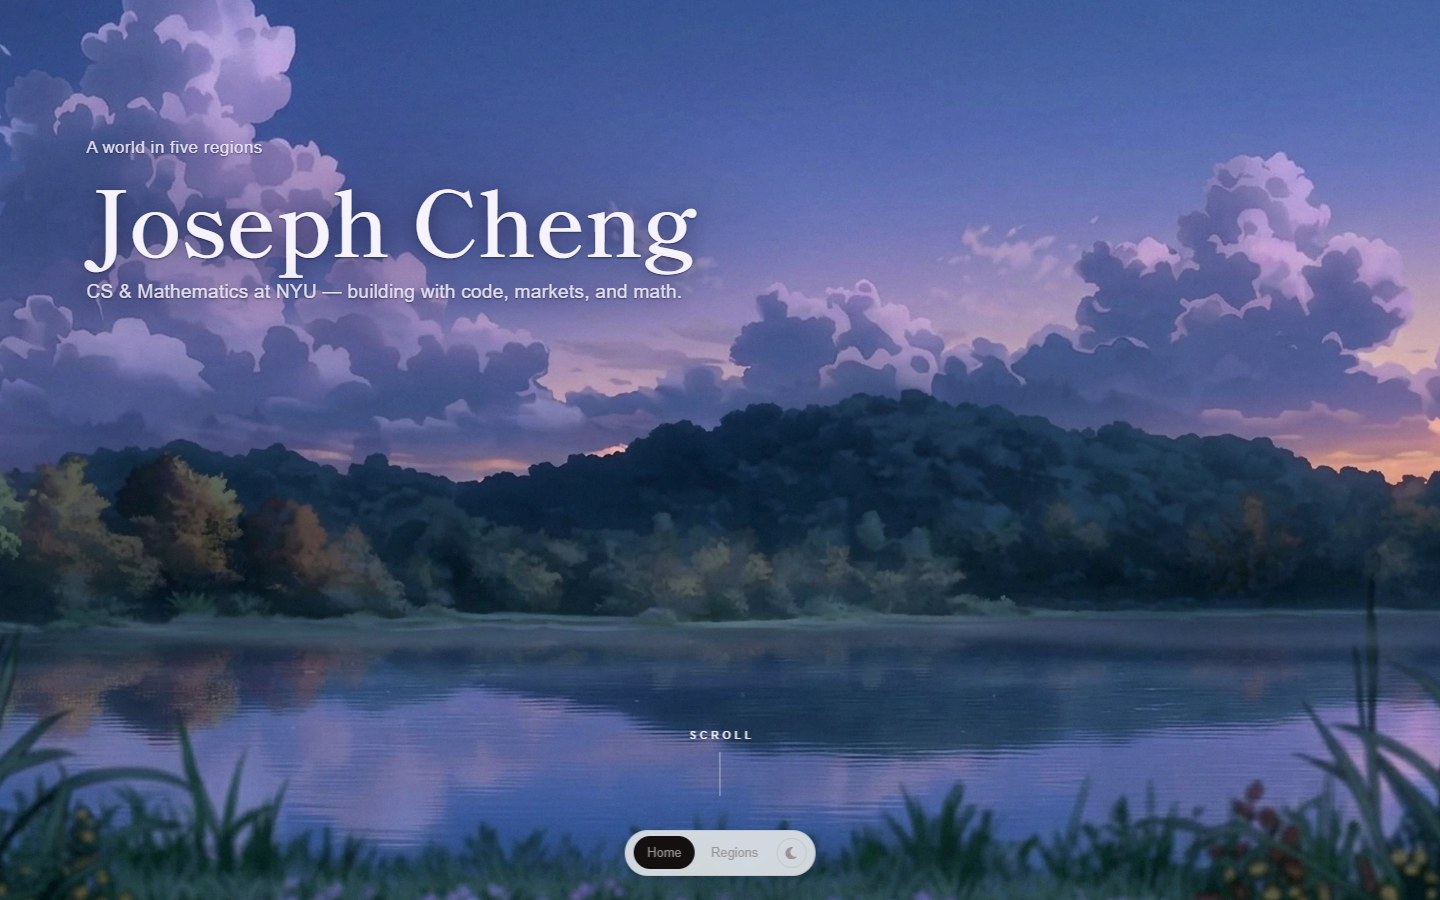 A world in five regions
Joseph Cheng
CS & Mathematics at NYU — building with code, markets, and math.
SCROLL
Home
Regions